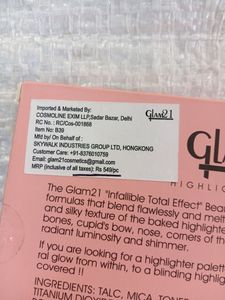 Imported & Marketed By:
COSMOLINE EXIM LLP,Sadar Bazar, Delhi
RC No. : RC/Cos-001868
Item No: B39
Mfd by/ On Behalf of :
SKYWALK INDUSTRIES GROUP LTD, HONGKONG
Customer Care: +91-8376010759
Email: glam21cosmetics@gmail.com
MRP (inclusive of all taxes): Rs 549/pc
GLAM21
GLA
HIGHLIG
The Glam21 "Infallible Total Effect" Bea
formulas that blend flawlessly and melt
and silky texture of the baked highlighte
bones, cupid's bow, nose, corners of the
radiant luminosity and shimmer.
If you are looking for a highlighter palett
ral glow from within, to a blinding highli
covered !!
INGREDIENTS: TALC, MICA,
TITANIUM